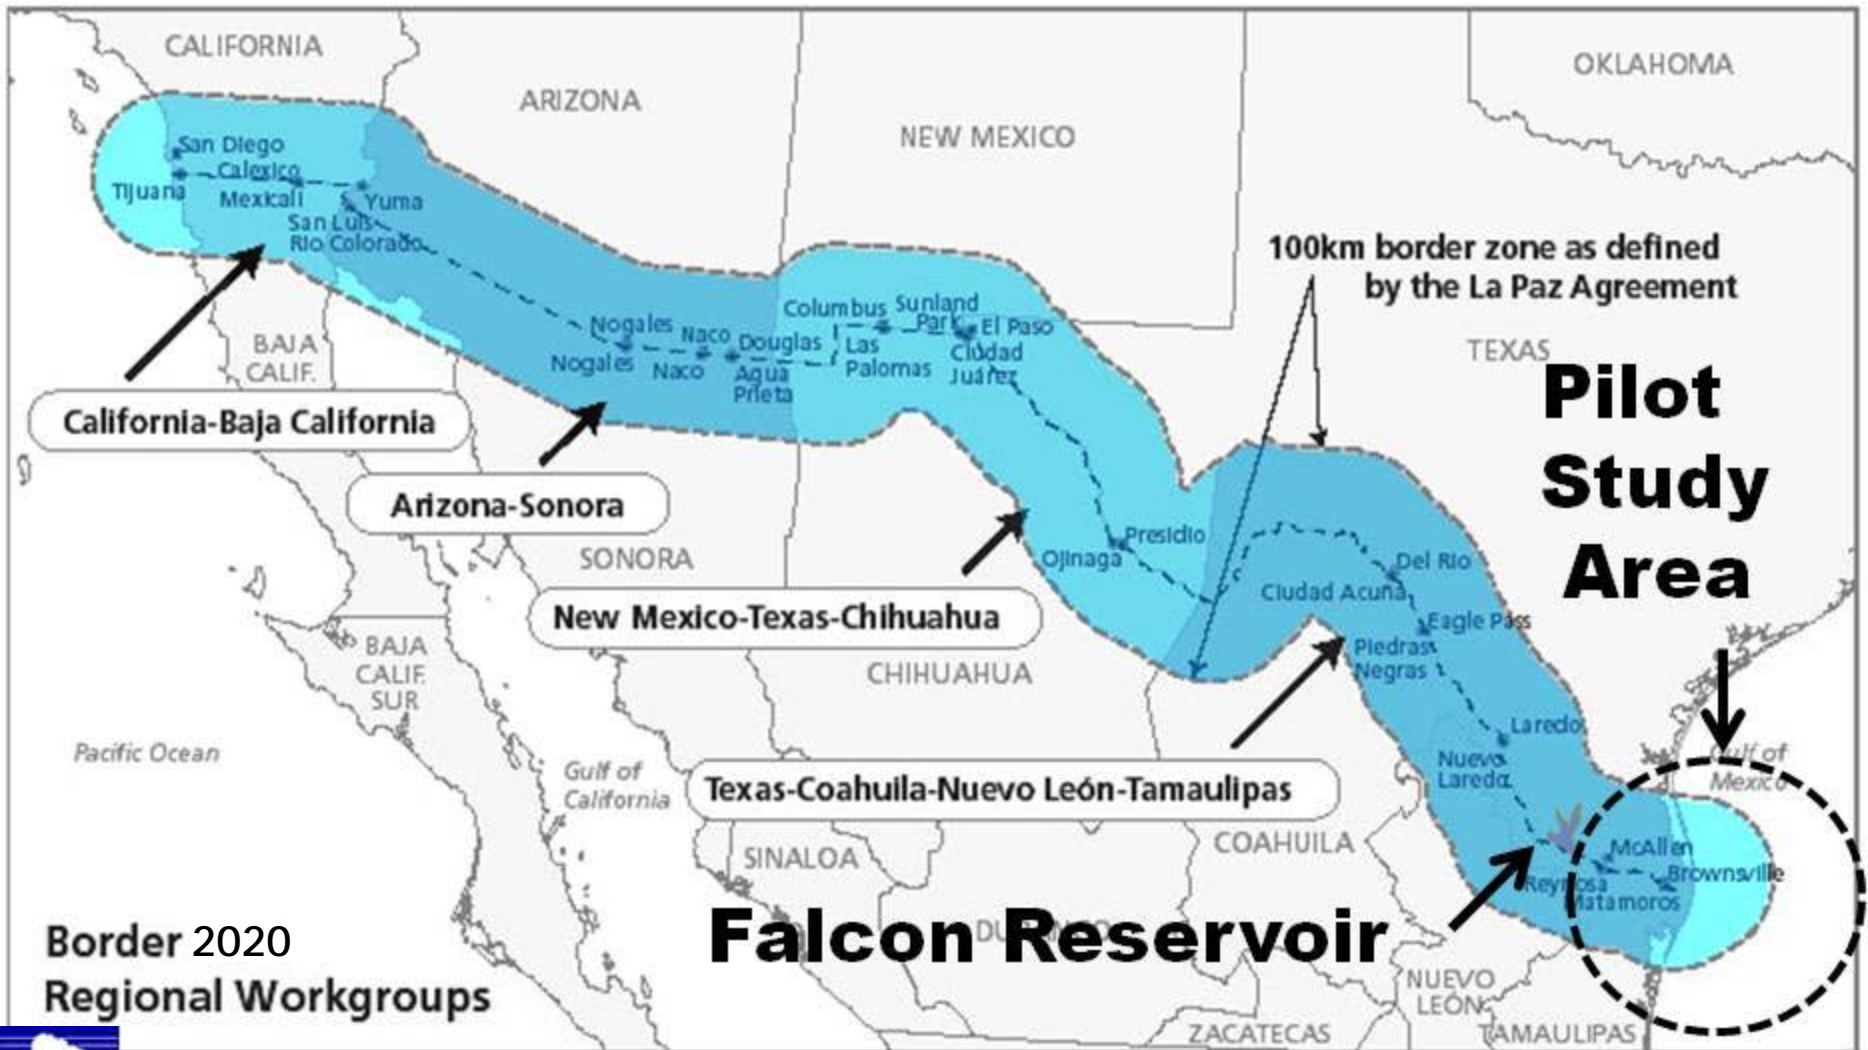 CALIFORNIA
ARIZONA
NEW MEXICO
OKLAHOMA
San Diego
Calexico
Tijuana
Mexicali
Yuma
San Luis
Rio Colorado
100km border zone as defined
by the La Paz Agreement
Columbus
Sunland
Park
El Paso
Nogales
Naco
Douglas
Las
Palomas
Ciudad
Juárez
Nogales
Naco
Agua
Prieta
BAJA
CALIF.
TEXAS
Pilot
Study
Area
California-Baja California
Arizona-Sonora
SONORA
Presidio
Ojinaga
Del Rio
Ciudad Acuña
Eagle Pass
Piedras
Negras
New Mexico-Texas-Chihuahua
BAJA
CALIF.
SUR
CHIHUAHUA
Laredo
Nuevo
Laredo
Pacific Ocean
Gulf of
California
Gulf of
Mexico
Texas-Coahuila-Nuevo León-Tamaulipas
SINALOA
COAHUILA
McAllen
Brownsville
Reynosa
Matamoros
DURANGO
Falcon Reservoir
Border 2020
Regional Workgroups
NUEVO
LEÓN
ZACATECAS
TAMAULIPAS